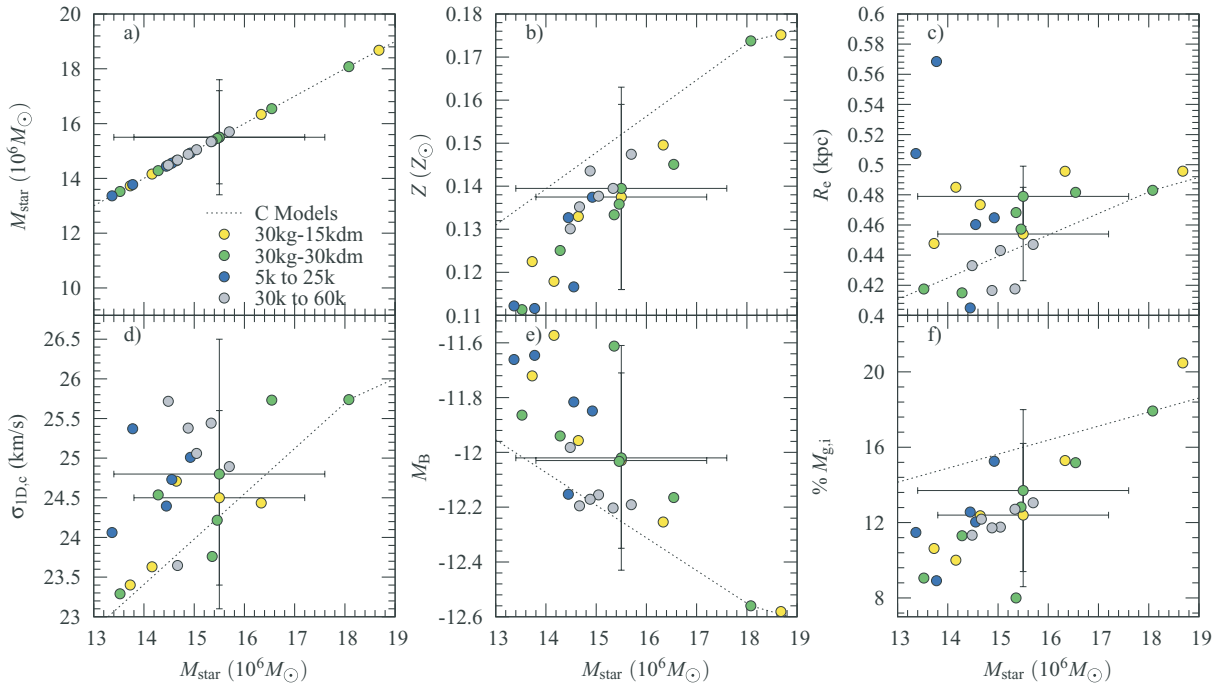 a)
20
18
16
14
12
10
M_star (10^6 M_⊙)
C Models
30kg-15kdm
30kg-30kdm
5k to 25k
30k to 60k
b)
0.18
0.17
0.16
0.15
0.14
0.13
0.12
0.11
Z (Z_⊙)
c)
0.6
0.56
0.52
0.5
0.48
0.44
0.42
0.4
R_e (kpc)
d)
26.5
26
25.5
25
24.5
24
23.5
23
σ_1D,c (km/s)
13 14 15 16 17 18 19
M_star (10^6 M_⊙)
e)
-11.6
-11.8
-12
-12.2
-12.4
-12.6
M_B
13 14 15 16 17 18 19
M_star (10^6 M_⊙)
f)
20
16
12
8
% M_g,i
13 14 15 16 17 18 19
M_star (10^6 M_⊙)